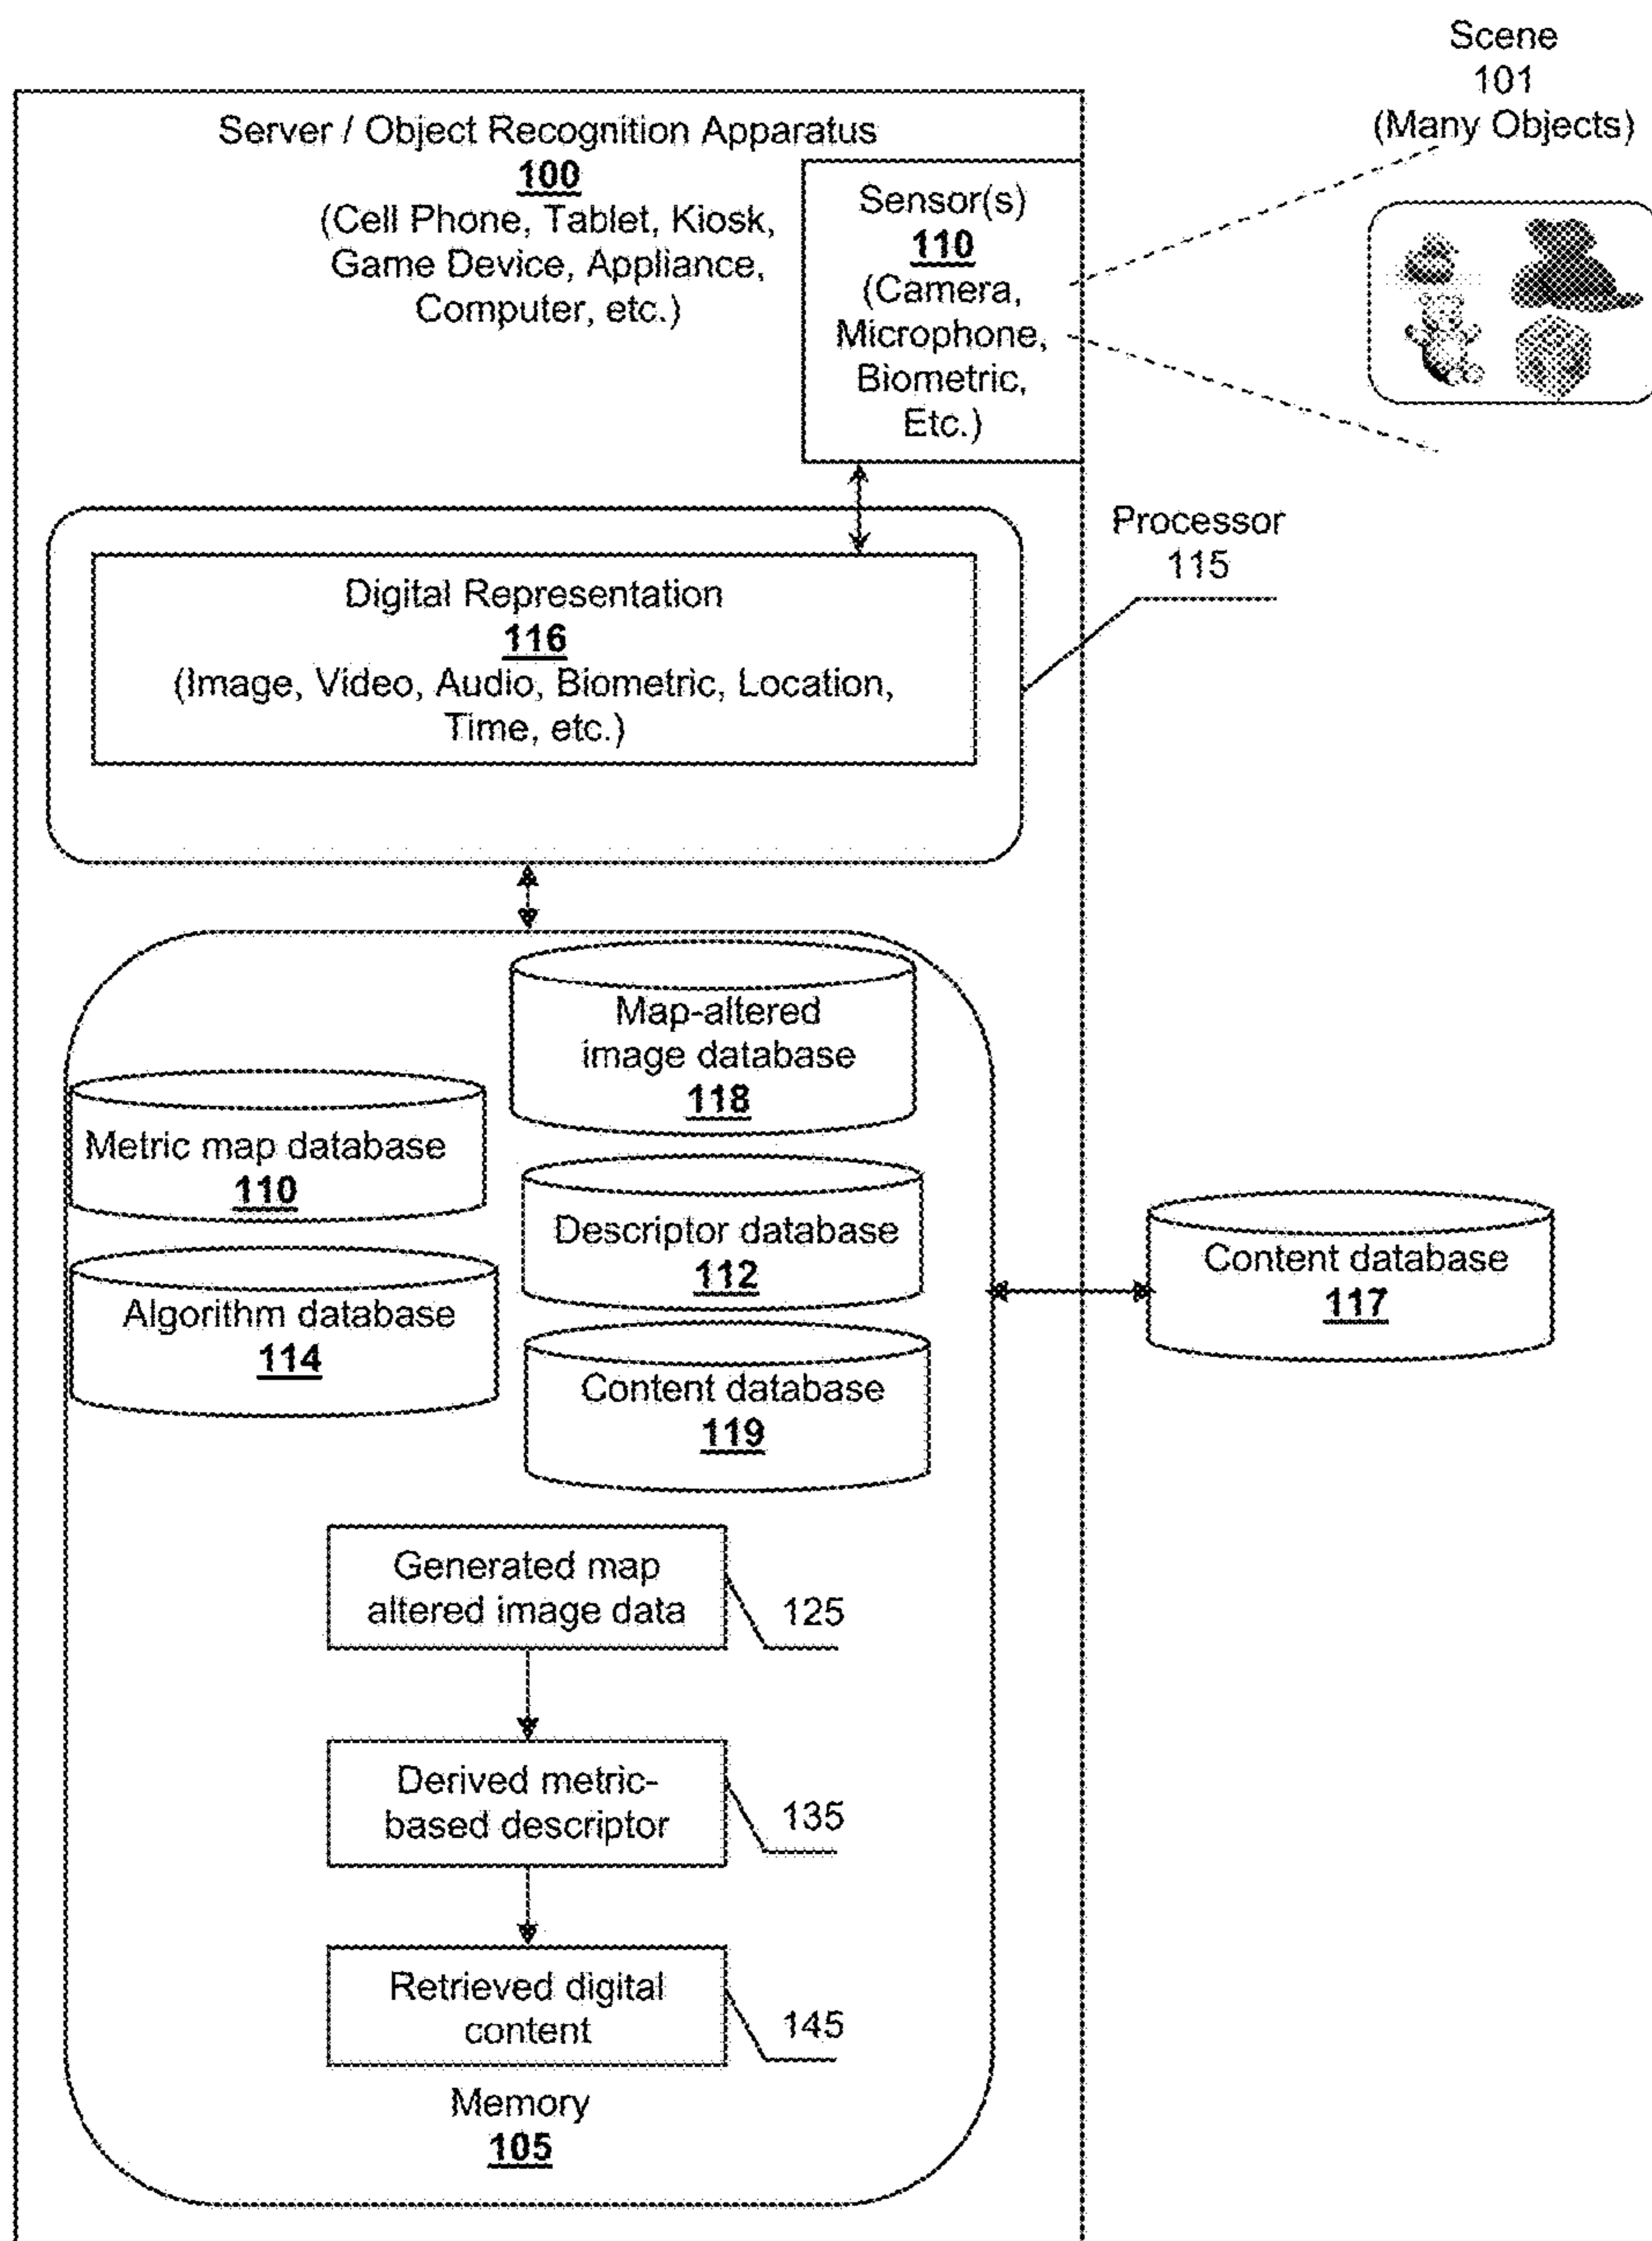 Scene
101
(Many Objects)
Server / Object Recognition Apparatus
100
(Cell Phone, Tablet, Kiosk,
Game Device, Appliance,
Computer, etc.)
Sensor(s)
110
(Camera,
Microphone,
Biometric,
Etc.)
Processor
115
Digital Representation
116
(Image, Video, Audio, Biometric, Location,
Time, etc.)
Map-altered
image database
118
Metric map database
110
Descriptor database
112
Content database
117
Algorithm database
114
Content database
119
Generated map
altered image data
125
Derived metric-
based descriptor
135
Retrieved digital
content
145
Memory
105